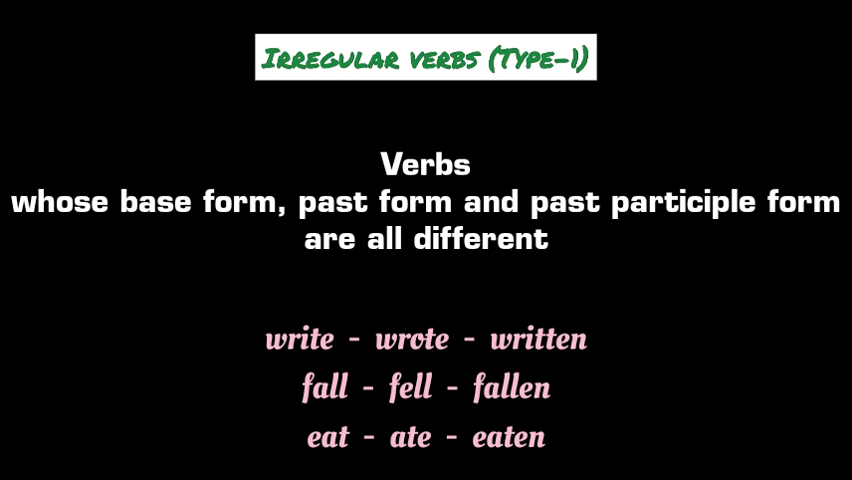 Irregular verbs (Type-1)
Verbs
whose base form, past form and past participle form
are all different
write - wrote - written
fall - fell - fallen
eat - ate - eaten